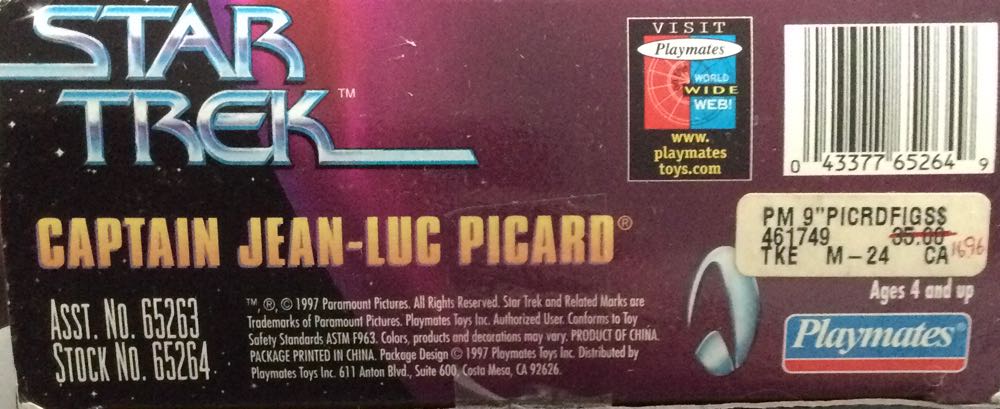 STAR
TREK™
CAPTAIN JEAN-LUC PICARD®
ASST. NO. 65263
STOCK NO. 65264
™, ®, © 1997 Paramount Pictures. All Rights Reserved. Star Trek and Related Marks are
Trademarks of Paramount Pictures. Playmates Toys Inc. Authorized User. Conforms to Toy
Safety Standards ASTM F963. Colors, products and decorations may vary. PRODUCT OF CHINA.
PACKAGE PRINTED IN CHINA. Package Design © 1997 Playmates Toys Inc. Distributed by
Playmates Toys Inc. 611 Anton Blvd., Suite 600, Costa Mesa, CA 92626.
VISIT
Playmates
WORLD
WIDE
WEB!
www.
playmates
toys.com
0 43377 65264 9
PM 9"PICRDFIGS$
461749 35.00
TKE M-24 CA 16.96
Ages 4 and up
Playmates®